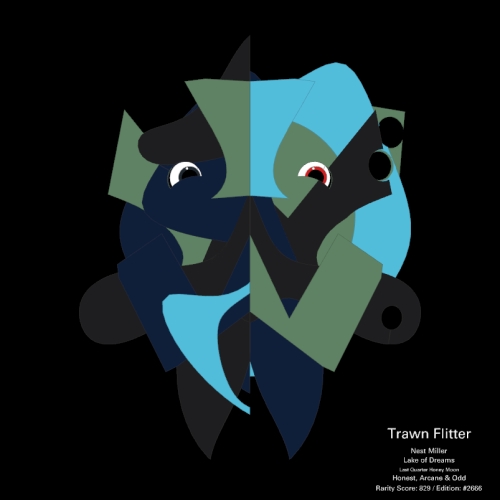 Trawn Flitter
Nest Miller
Lake of Dreams
Last Quarter Honey Moon
Honest, Arcane & Odd
Rarity Score: 829 / Edition: #2666